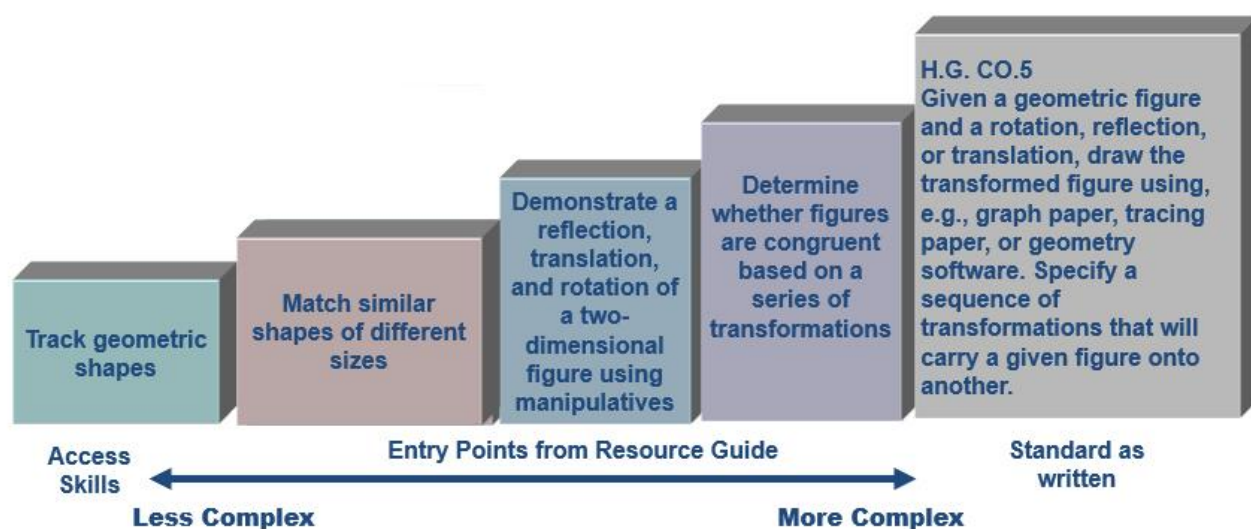 Track geometric
shapes
Match similar
shapes of different
sizes
Demonstrate a
reflection,
translation,
and rotation of
a two-
dimensional
figure using
manipulatives
Determine
whether figures
are congruent
based on a
series of
transformations
H.G. CO.5
Given a geometric figure
and a rotation, reflection,
or translation, draw the
transformed figure using,
e.g., graph paper, tracing
paper, or geometry
software. Specify a
sequence of
transformations that will
carry a given figure onto
another.
Access
Skills
Entry Points from Resource Guide
Standard as
written
Less Complex
More Complex